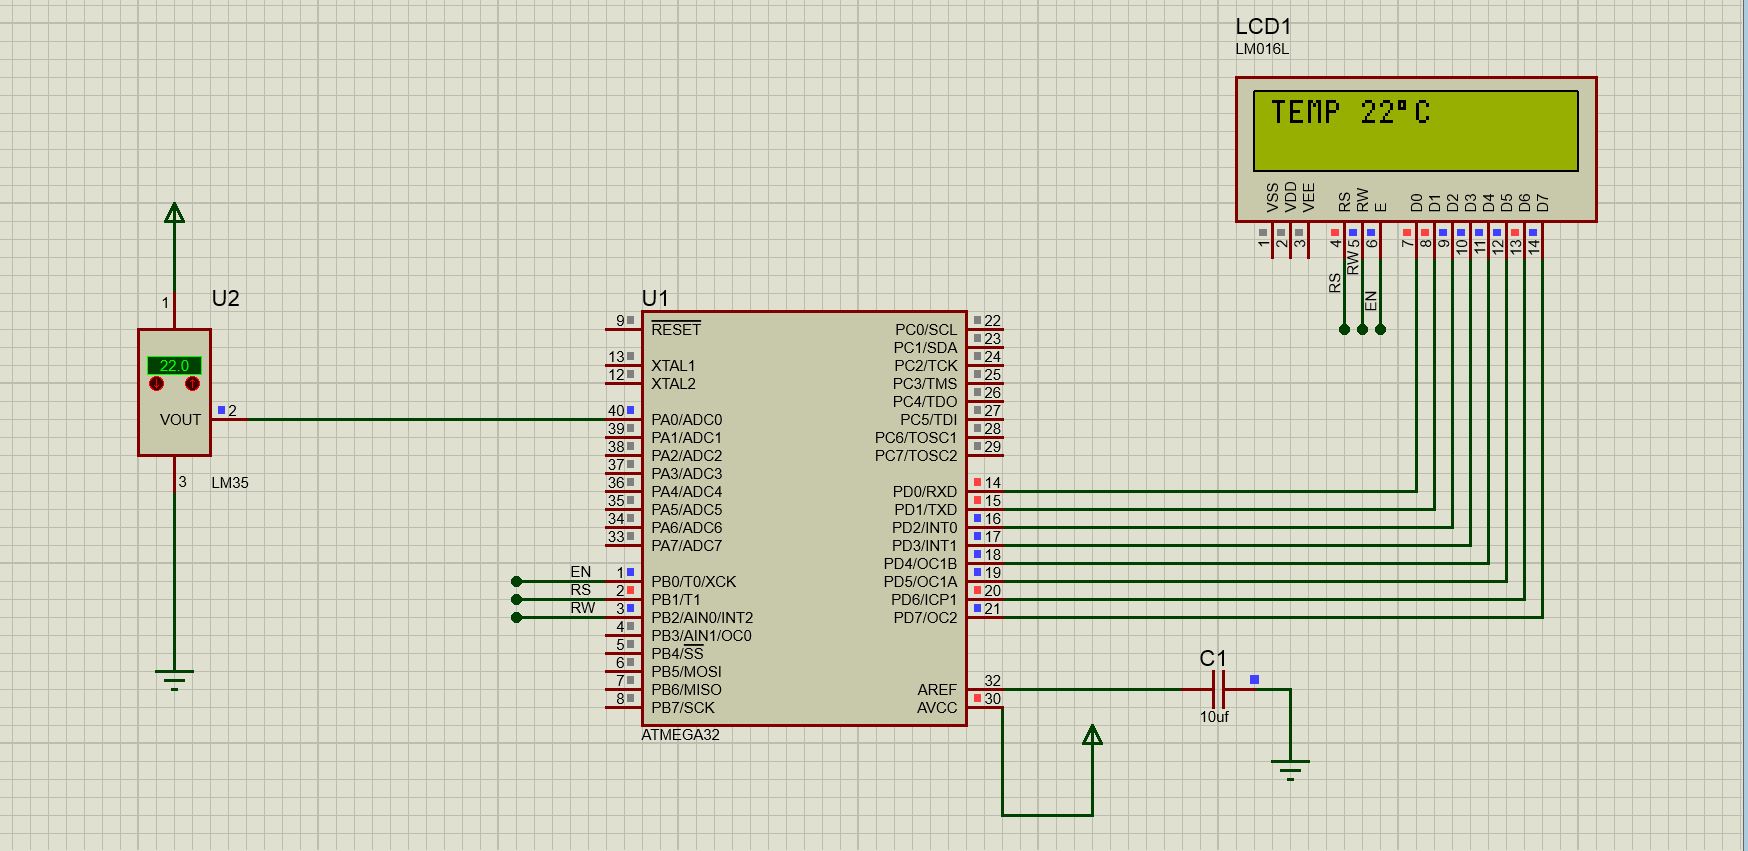 LCD1
LM016L
TEMP 22°C
VSS VDD VEE RS RW E D0 D1 D2 D3 D4 D5 D6 D7
1 2 3 4 5 6 7 8 9 10 11 12 13 14
RS RW EN
U2
1
22.0
VOUT 2
3
LM35
U1
9 RESET PC0/SCL 22
PC1/SDA 23
13 XTAL1 PC2/TCK 24
12 XTAL2 PC3/TMS 25
PC4/TDO 26
40 PA0/ADC0 PC5/TDI 27
39 PA1/ADC1 PC6/TOSC1 28
38 PA2/ADC2 PC7/TOSC2 29
37 PA3/ADC3
36 PA4/ADC4 PD0/RXD 14
35 PA5/ADC5 PD1/TXD 15
34 PA6/ADC6 PD2/INT0 16
33 PA7/ADC7 PD3/INT1 17
PD4/OC1B 18
EN 1 PB0/T0/XCK PD5/OC1A 19
RS 2 PB1/T1 PD6/ICP1 20
RW 3 PB2/AIN0/INT2 PD7/OC2 21
4 PB3/AIN1/OC0
5 PB4/SS
6 PB5/MOSI
7 PB6/MISO AREF 32
8 PB7/SCK AVCC 30
ATMEGA32
C1
10uf